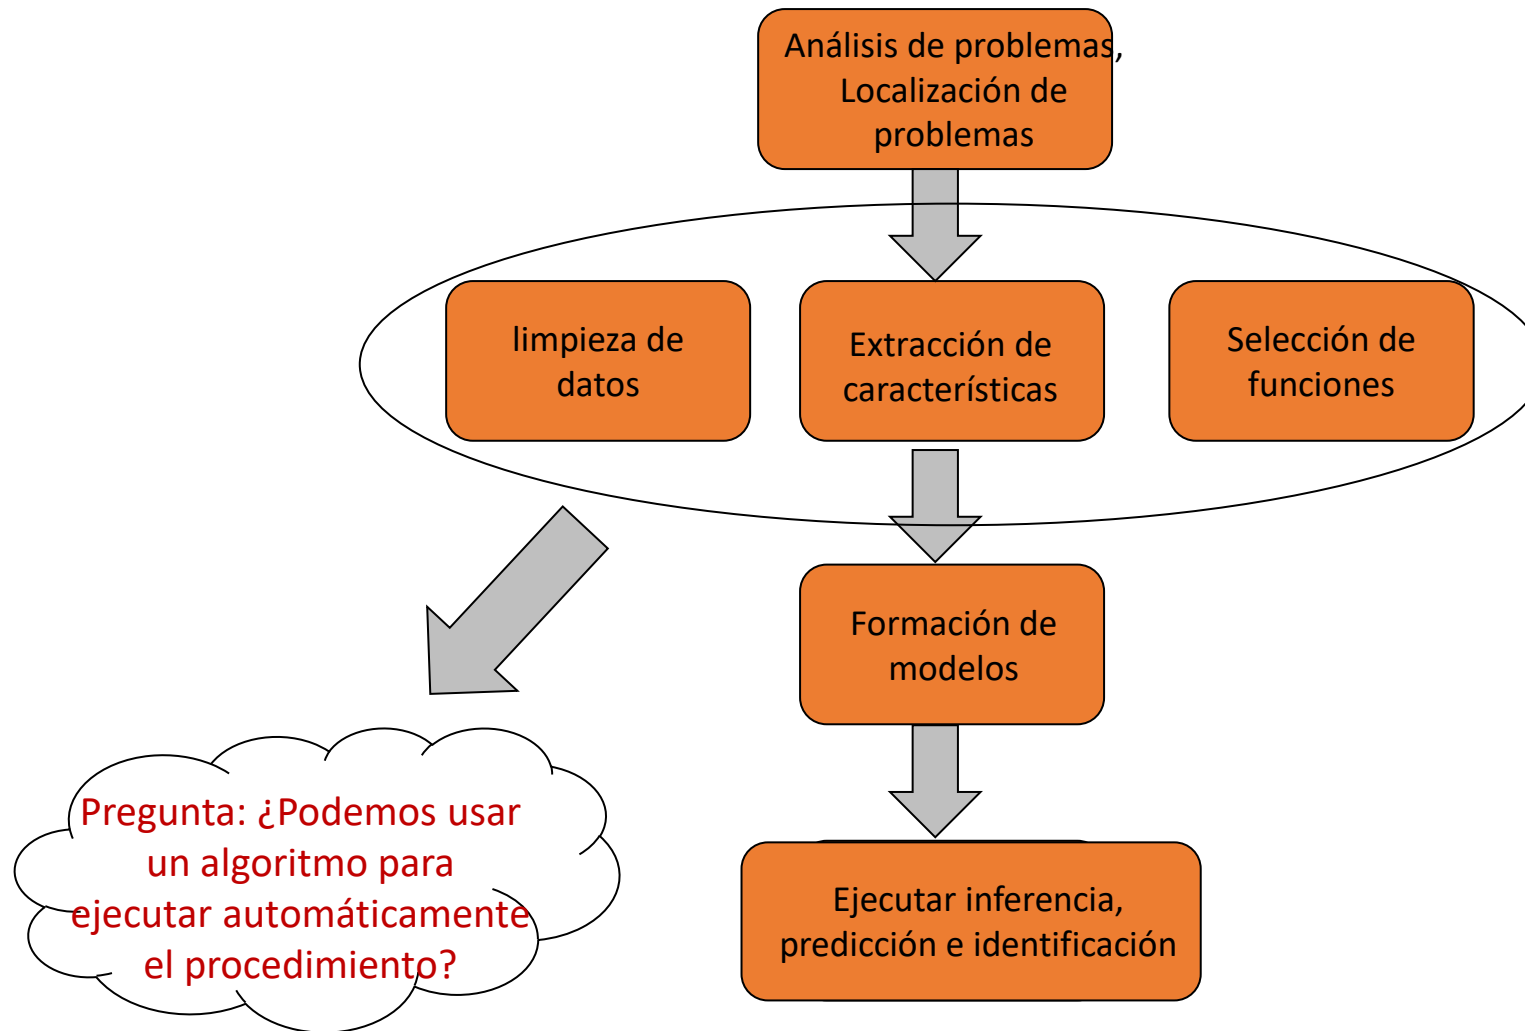 Análisis de problemas,
Localización de
problemas
limpieza de
datos
Extracción de
características
Selección de
funciones
Formación de
modelos
Pregunta: ¿Podemos usar
un algoritmo para
ejecutar automáticamente
el procedimiento?
Ejecutar inferencia,
predicción e identificación